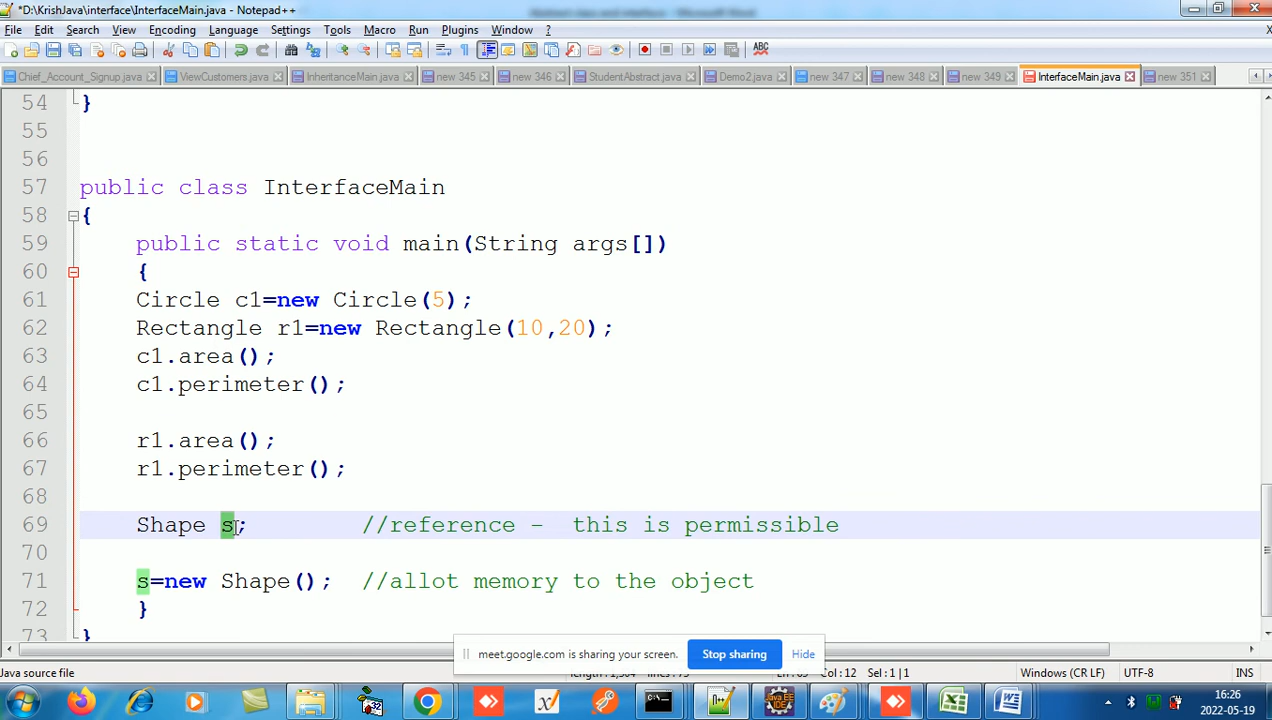 *D:\KrishJava\interface\InterfaceMain.java - Notepad++
File Edit Search View Encoding Language Settings Tools Macro Run Plugins Window ?
Chief_Account_Signup.java ViewCustomers.java InheritanceMain.java new 345 new 346 StudentAbstract.java Demo2.java new 347 new 348 new 349 InterfaceMain.java new 351
54 }
55
56
57 public class InterfaceMain
58 {
59 public static void main(String args[])
60 {
61 Circle c1=new Circle(5);
62 Rectangle r1=new Rectangle(10,20);
63 c1.area();
64 c1.perimeter();
65
66 r1.area();
67 r1.perimeter();
68
69 Shape s; //reference - this is permissible
70
71 s=new Shape(); //allot memory to the object
72 }
73 }
meet.google.com is sharing your screen. Stop sharing Hide
Java source file Col:12 Sel:1|1 Windows (CR LF) UTF-8 INS
16:26
2022-05-19